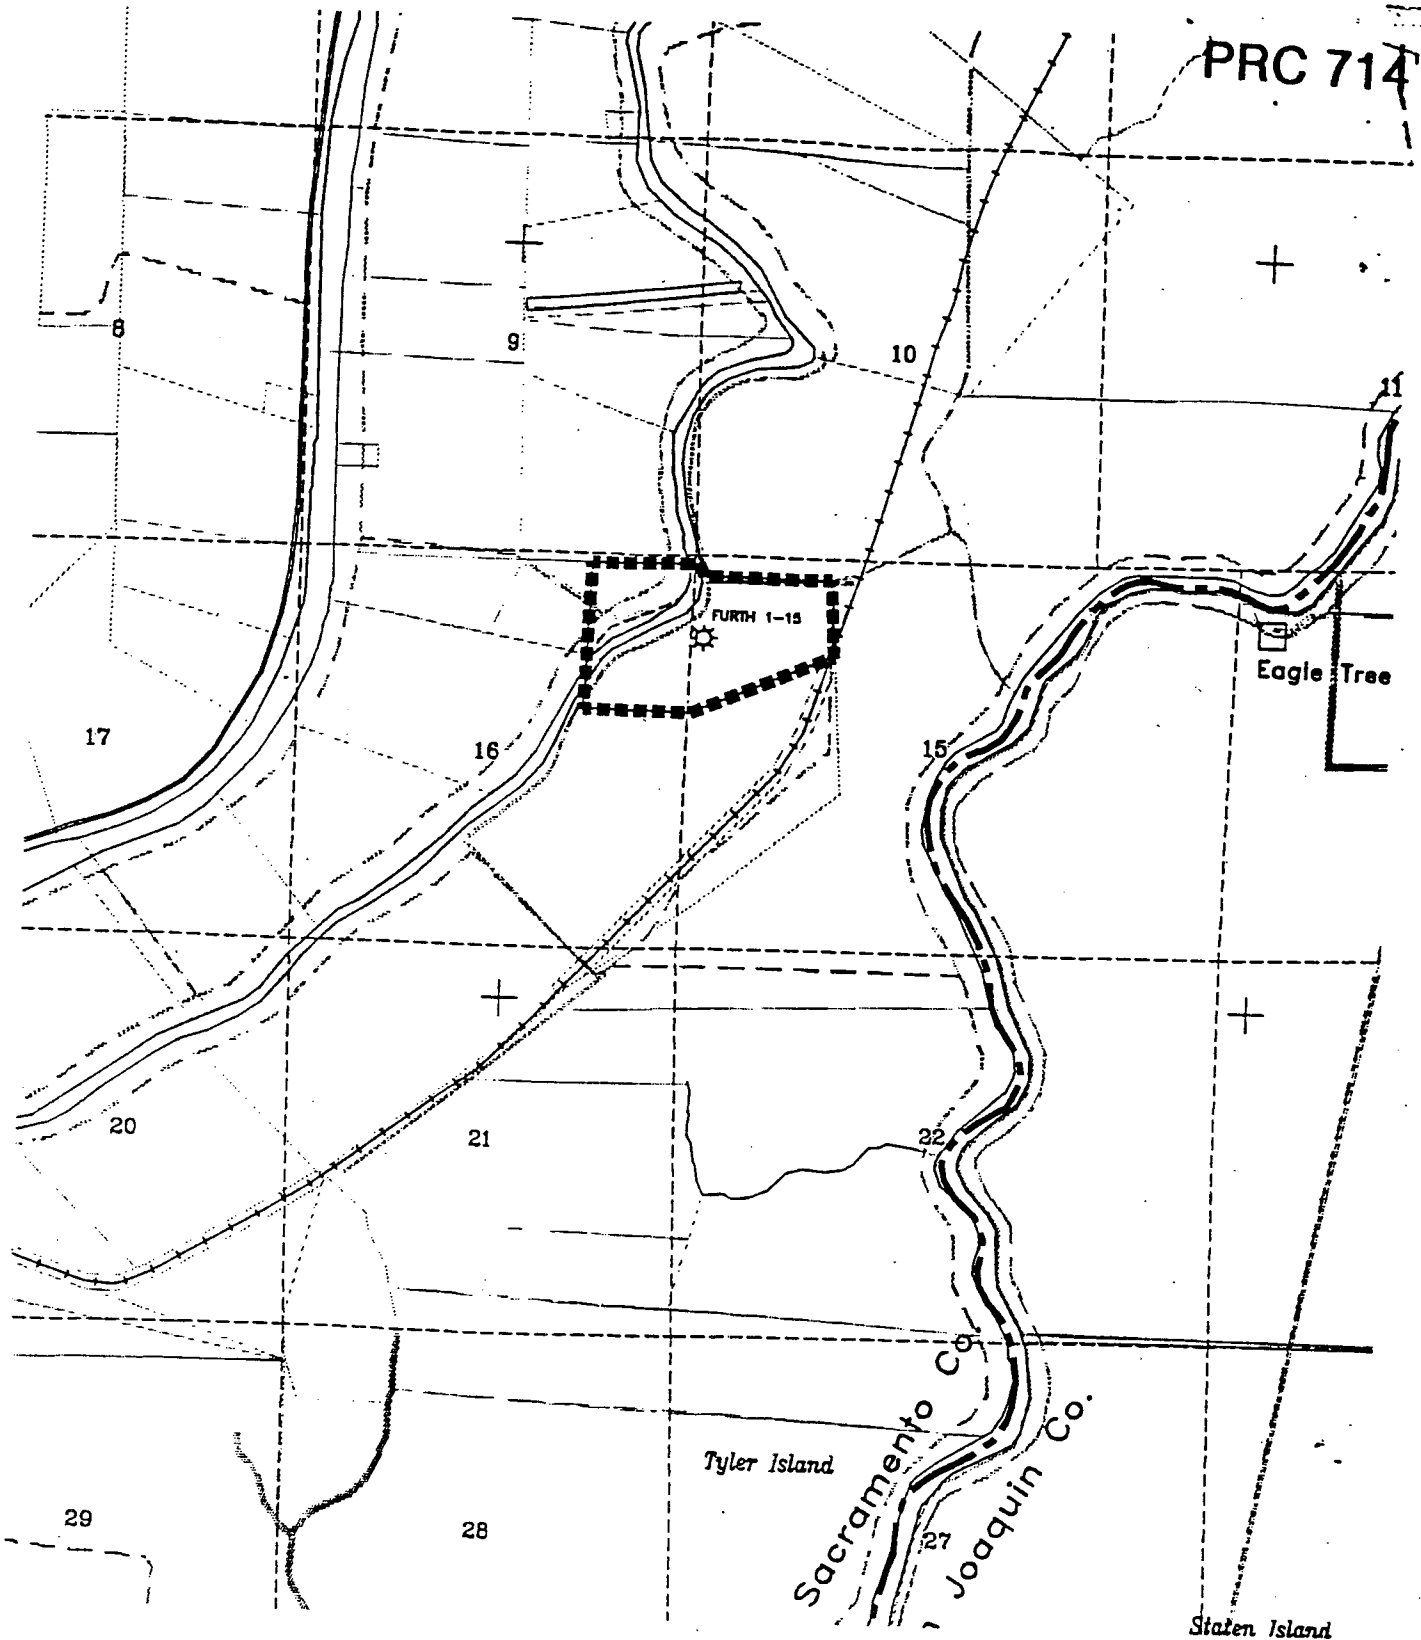 PRC 714
8
9
10
11
FURTH 1-15
Eagle Tree
17
16
15
20
21
22
Sacramento Co
Joaquin Co.
Tyler Island
29
28
27
Staten Island